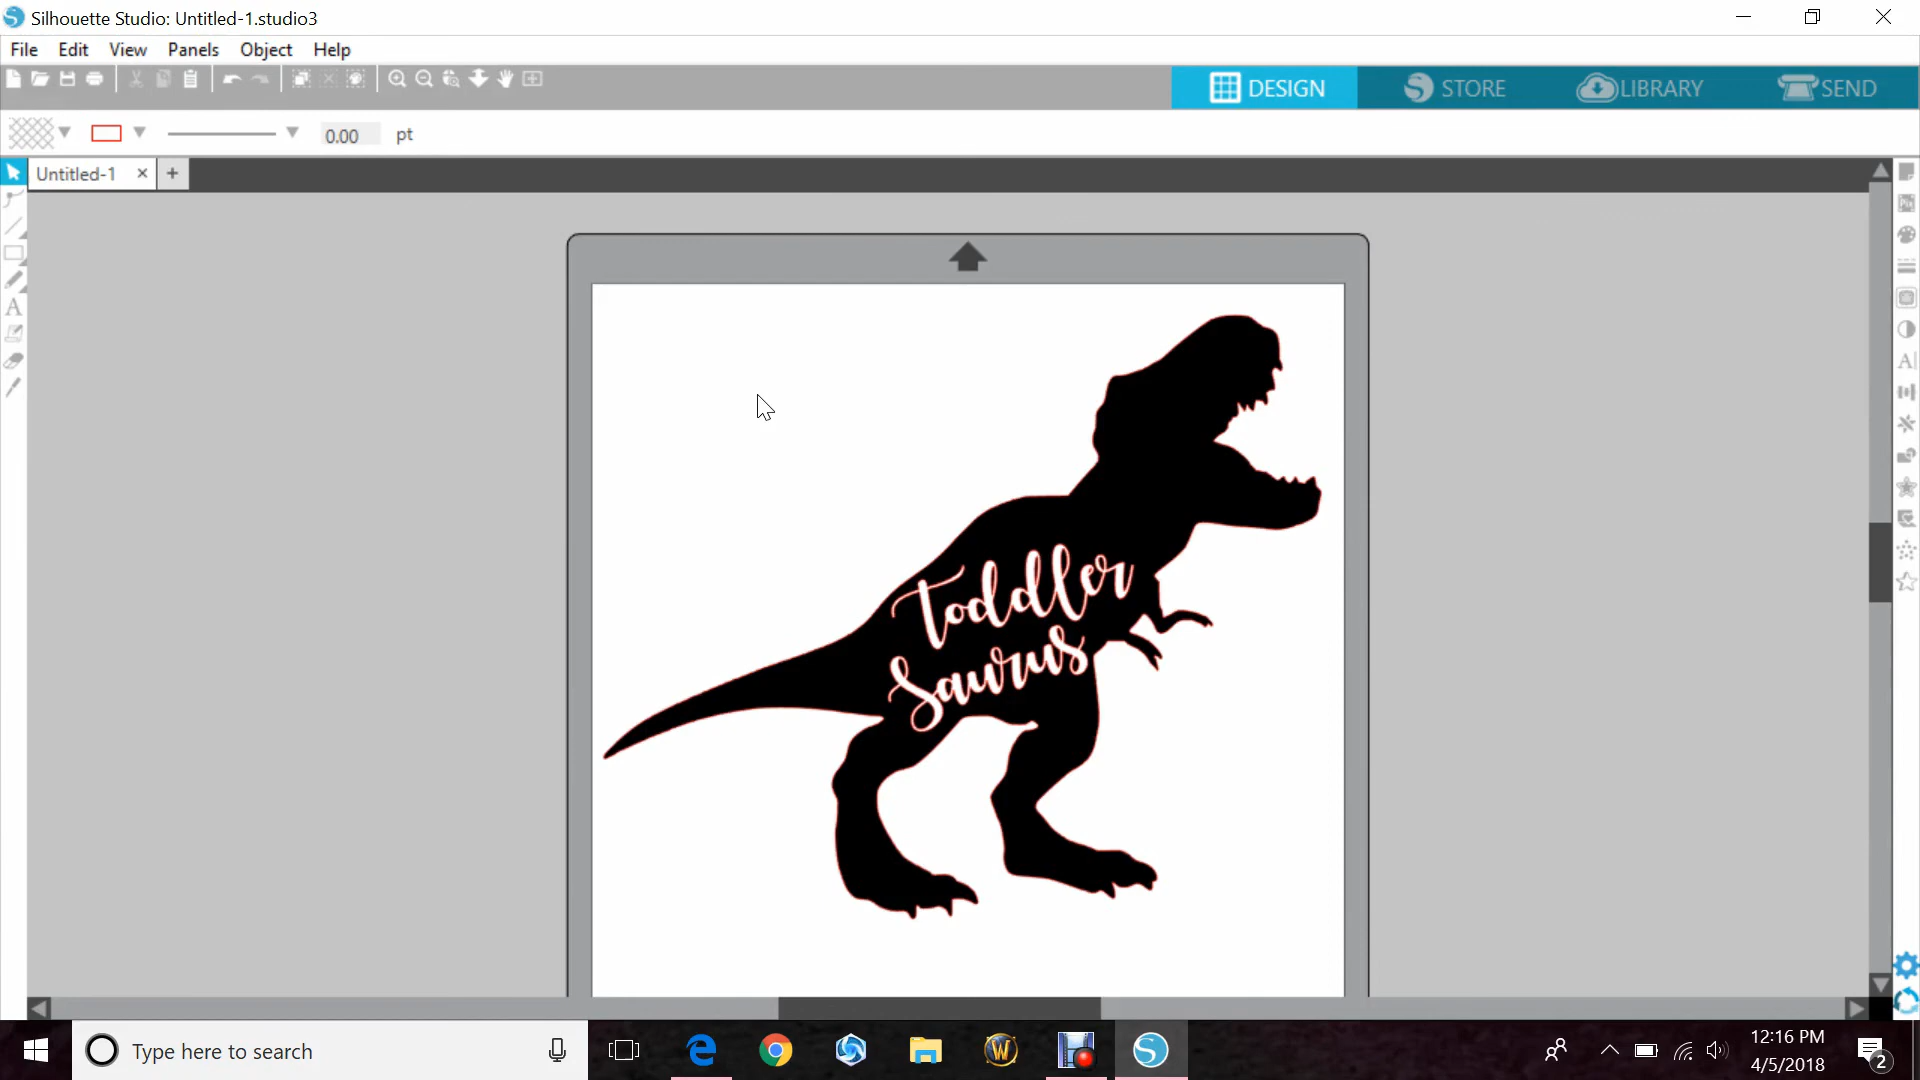 Silhouette Studio: Untitled-1.studio3
File Edit View Panels Object Help
DESIGN STORE LIBRARY SEND
0.00 pt
Untitled-1 × +
Toddler
Saurus
Type here to search
12:16 PM
4/5/2018
2